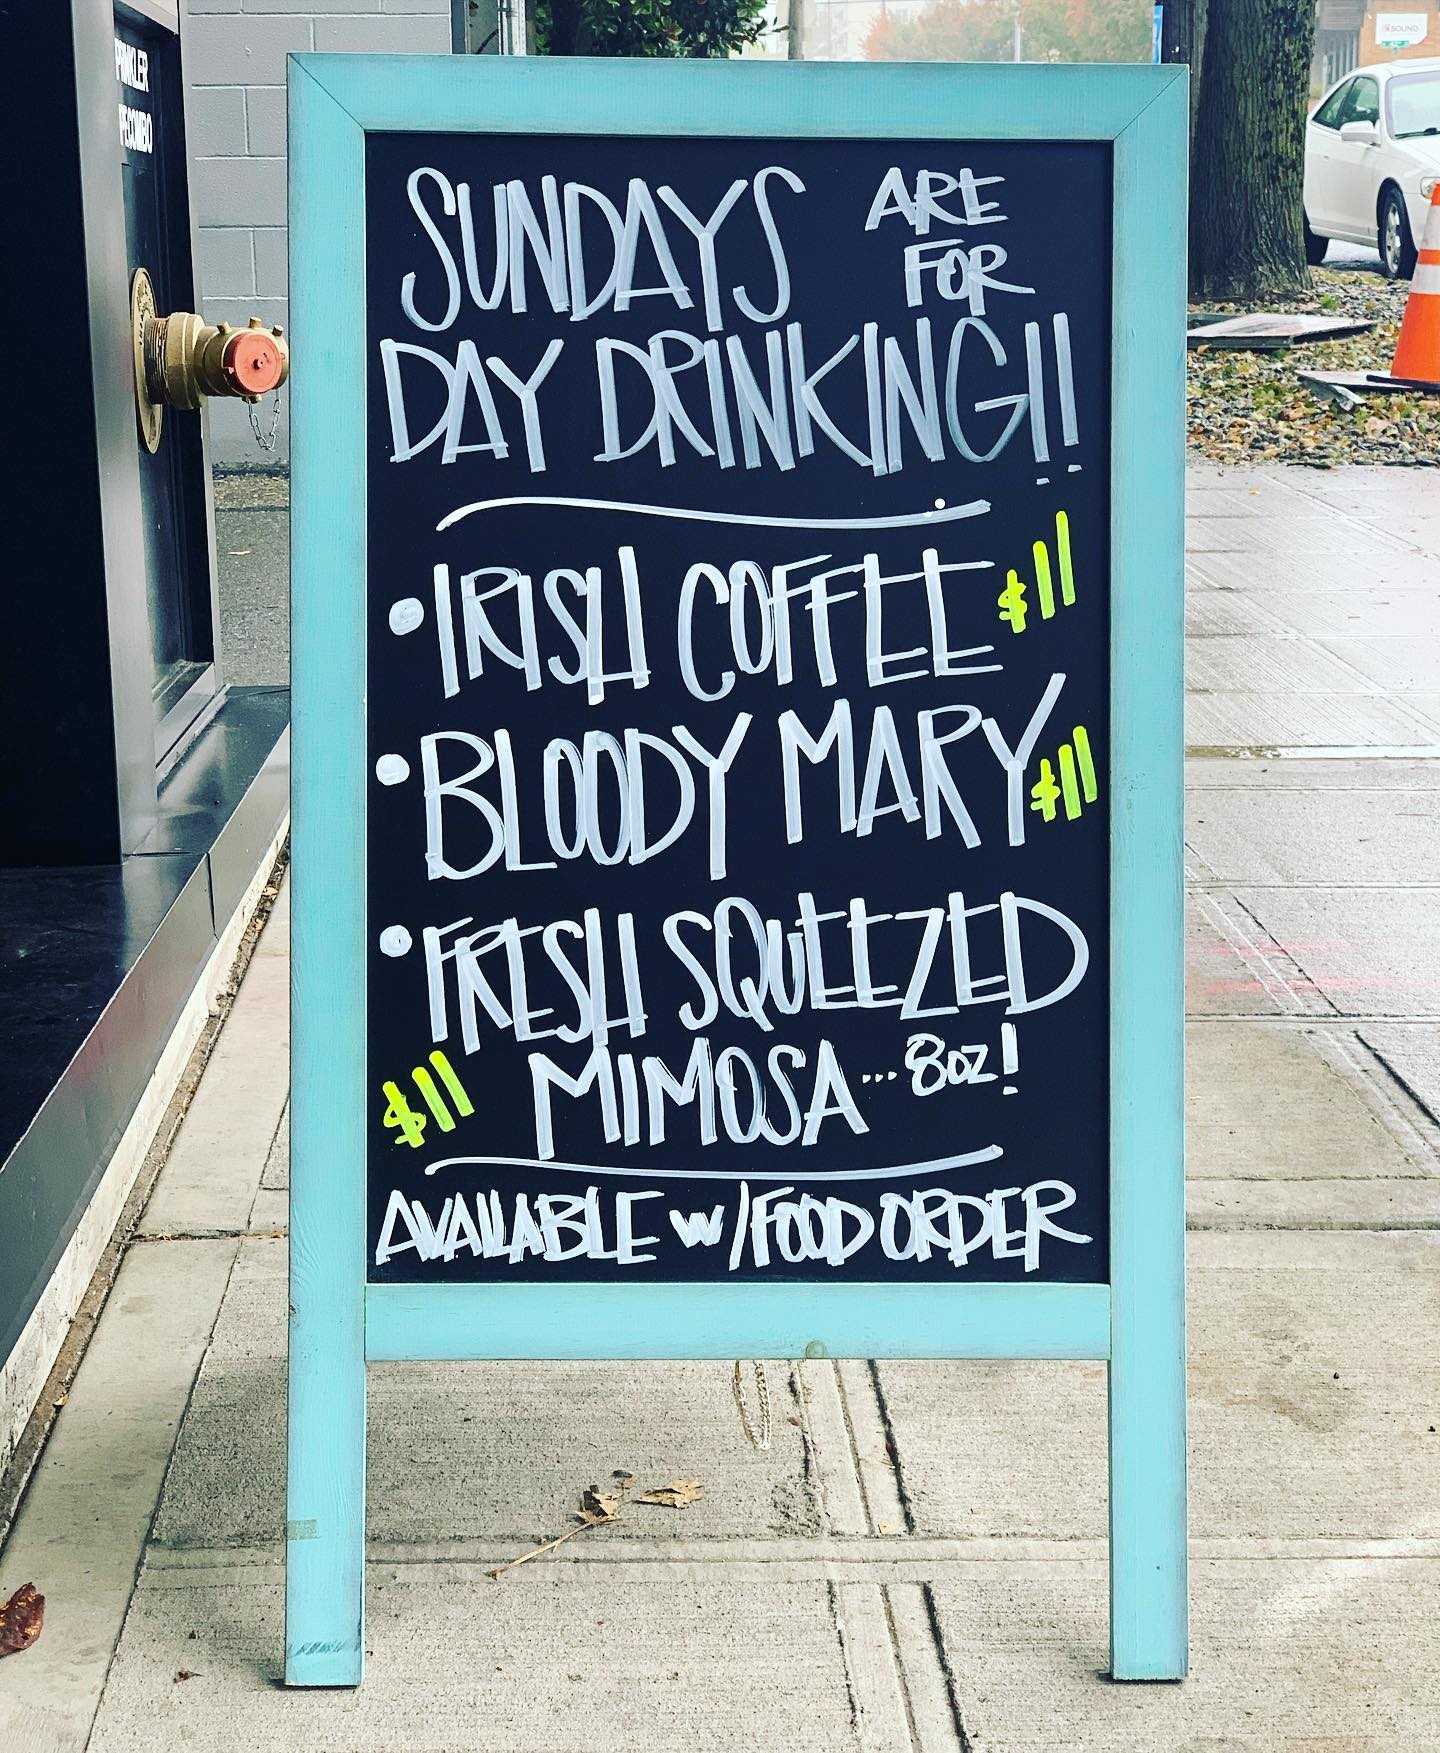 SUNDAYS ARE
FOR
DAY DRINKING!!
•IRISH COFFEE $11
•BLOODY MARY $11
•FRESH SQUEEZED
$11 MIMOSA...8oz!
AVAILABLE w/FOOD ORDER
SOUND